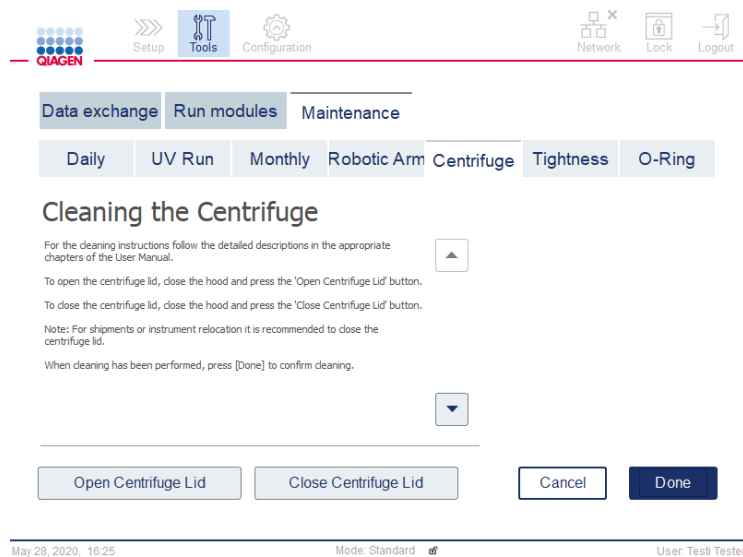 QIAGEN
Setup
Tools
Configuration
Network
Lock
Logout
Data exchange
Run modules
Maintenance
Daily
UV Run
Monthly
Robotic Arm
Centrifuge
Tightness
O-Ring
Cleaning the Centrifuge
For the cleaning instructions follow the detailed descriptions in the appropriate
chapters of the User Manual.
To open the centrifuge lid, close the hood and press the 'Open Centrifuge Lid' button.
To close the centrifuge lid, close the hood and press the 'Close Centrifuge Lid' button.
Note: For shipments or instrument relocation it is recommended to close the
centrifuge lid.
When cleaning has been performed, press [Done] to confirm cleaning.
Open Centrifuge Lid
Close Centrifuge Lid
Cancel
Done
May 28, 2020, 16:25
Mode: Standard
User: Testi Tester